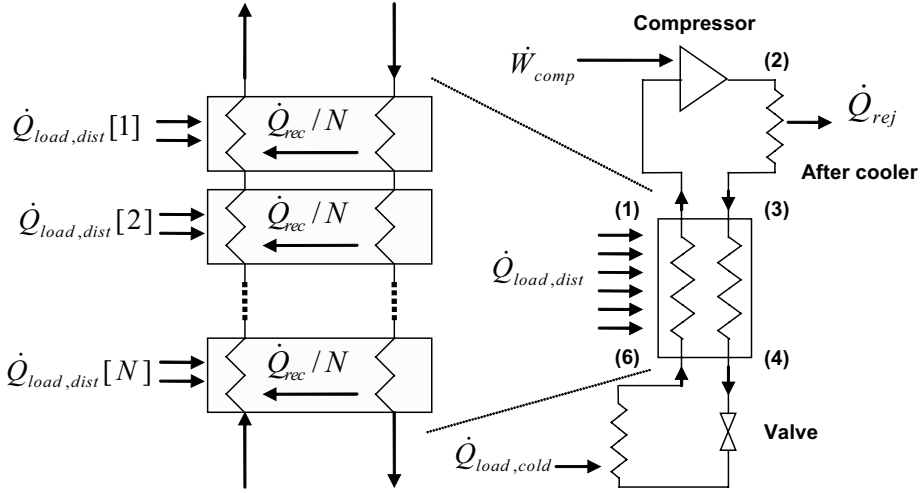 Q̇load,dist[1]
Q̇rec/N
Q̇load,dist[2]
Q̇rec/N
Q̇load,dist[N]
Q̇rec/N
Compressor
Ẇcomp
(2)
Q̇rej
After cooler
(1)
(3)
Q̇load,dist
(6)
(4)
Valve
Q̇load,cold